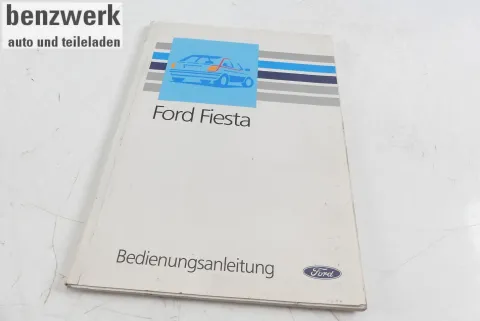 benzwerk
auto und teileladen
Ford Fiesta
Bedienungsanleitung
Ford